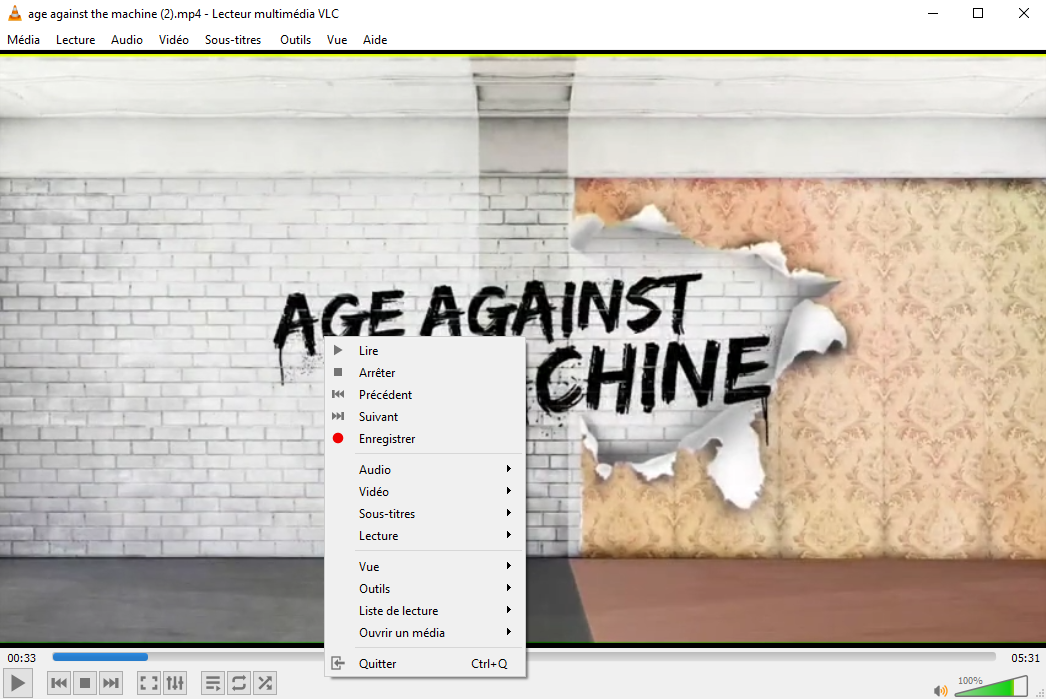 age against the machine (2).mp4 - Lecteur multimédia VLC
Média Lecture Audio Vidéo Sous-titres Outils Vue Aide
AGE AGAINST
CHINE
Lire
Arrêter
Précédent
Suivant
Enregistrer
Audio
Vidéo
Sous-titres
Lecture
Vue
Outils
Liste de lecture
Ouvrir un média
Quitter Ctrl+Q
00:33 05:31
100%